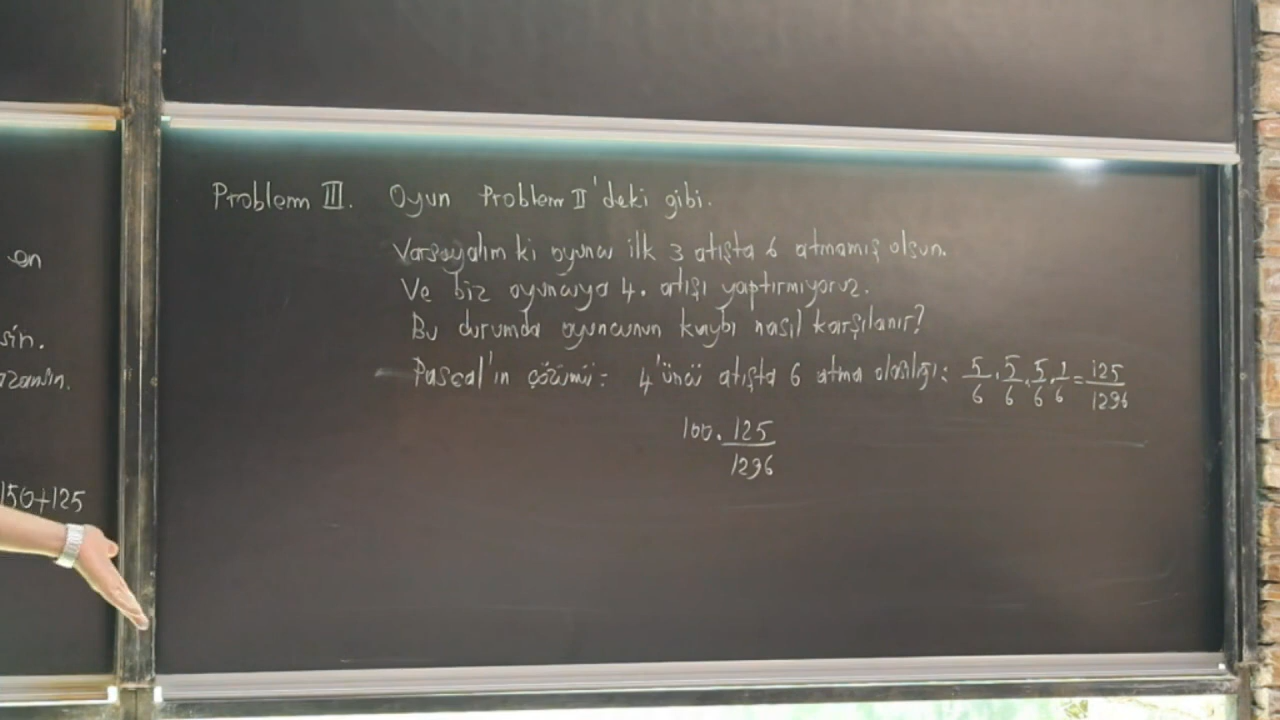 en
sin.
150+125
Problem III. Oyun Problem II'deki gibi.
Varsayalım ki oyuncu ilk 3 atışta 6 atmamış olsun.
Ve biz oyuncuya 4. atışı yaptırmıyoruz.
Bu durumda oyuncunun kaybı nasıl karşılanır?
Pascal'ın çözümü: 4'üncü atışta 6 atma olasılığı: 5/6 . 5/6 . 5/6 . 1/6 = 125/1296
100 . 125/1296